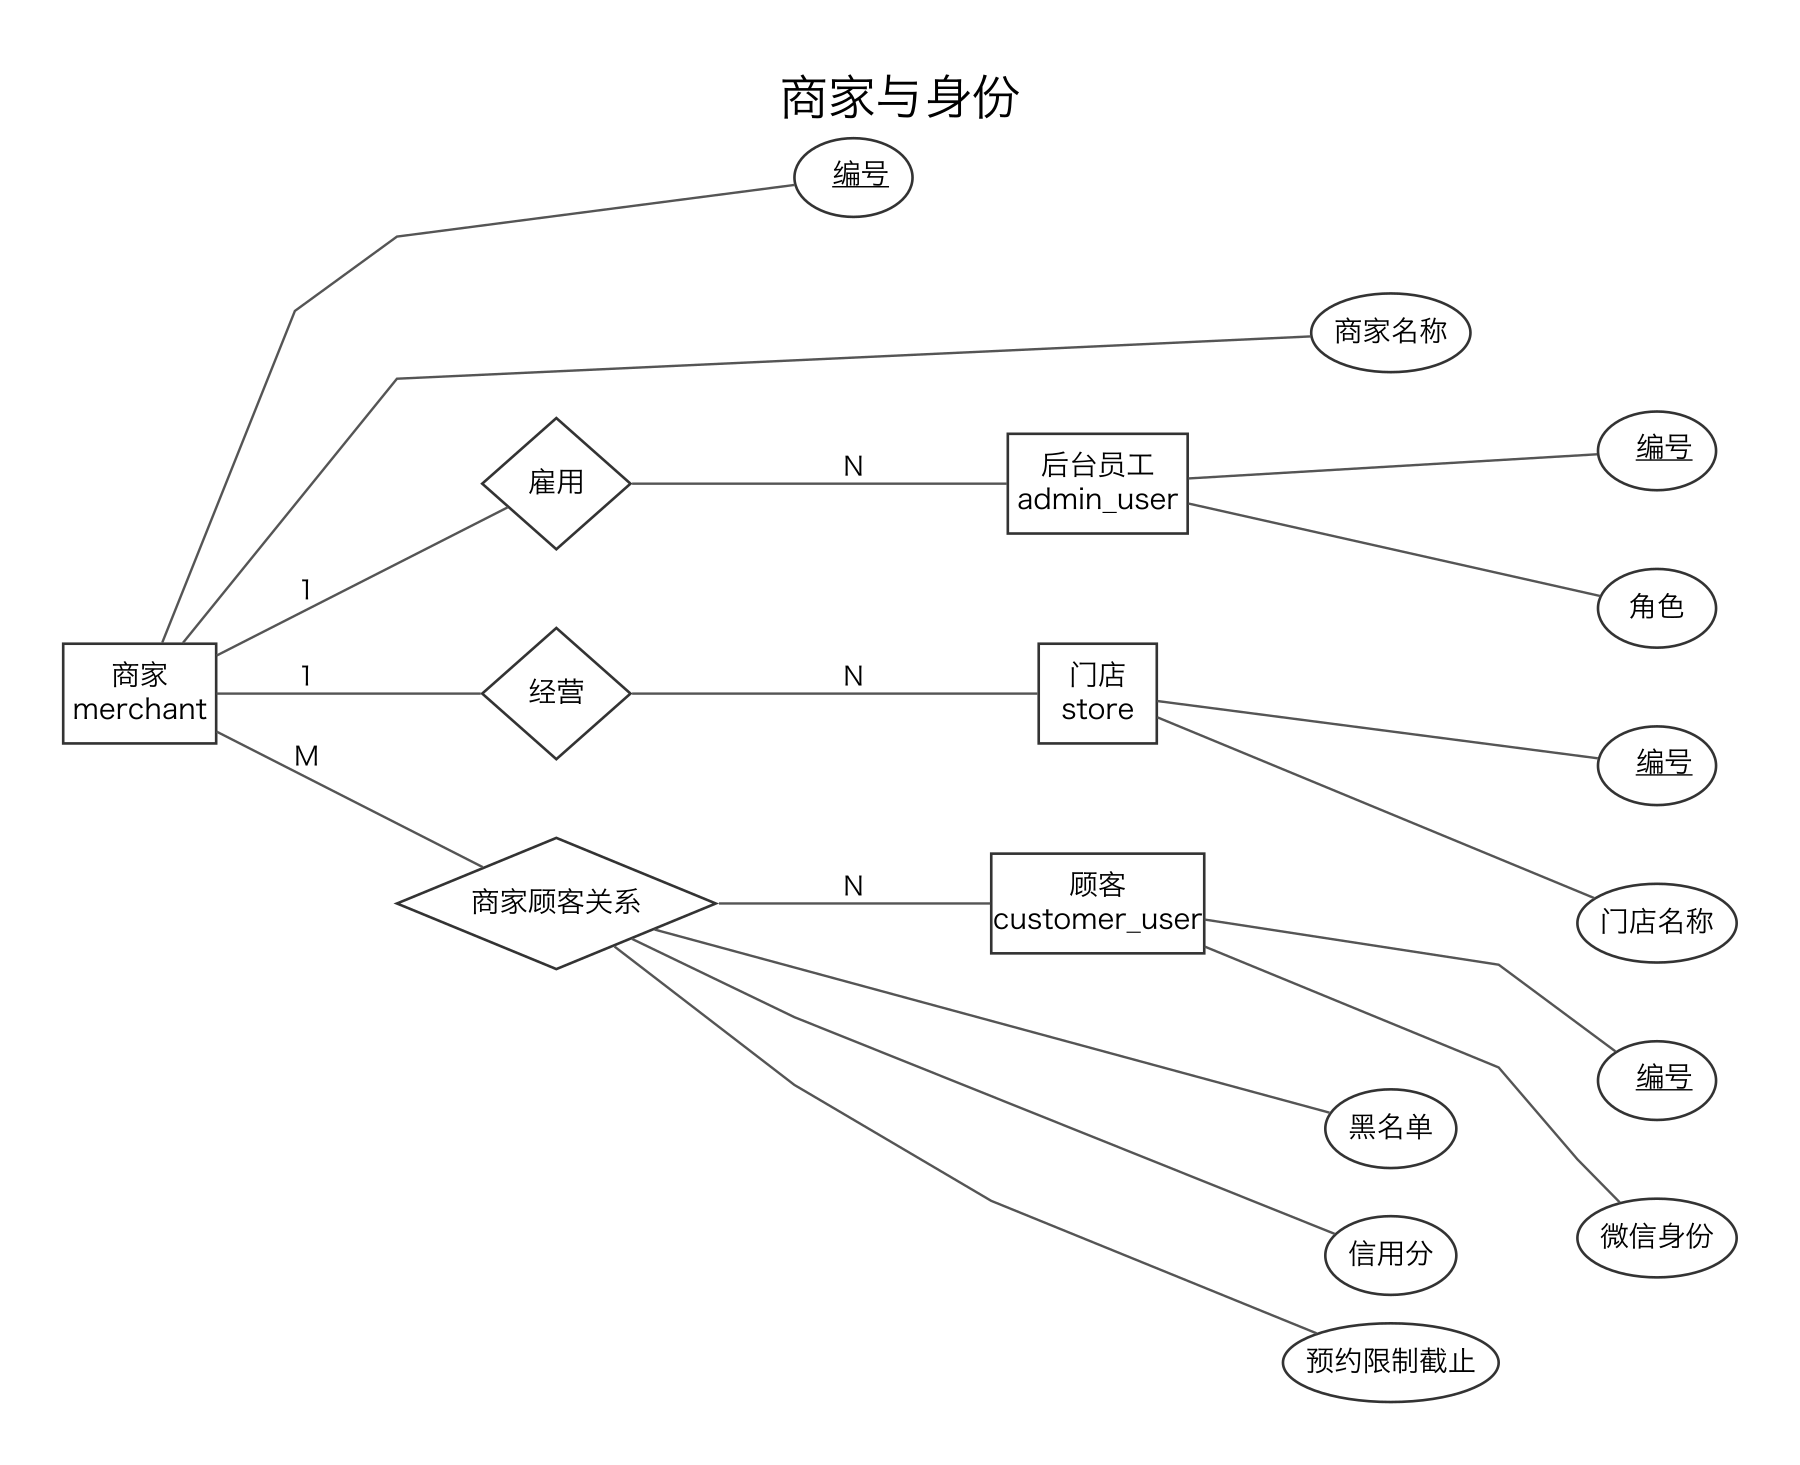 商家与身份
编号
商家名称
雇用
N
后台员工
admin_user
编号
角色
1
商家
merchant
1
经营
N
门店
store
编号
M
商家顾客关系
N
顾客
customer_user
门店名称
编号
黑名单
微信身份
信用分
预约限制截止